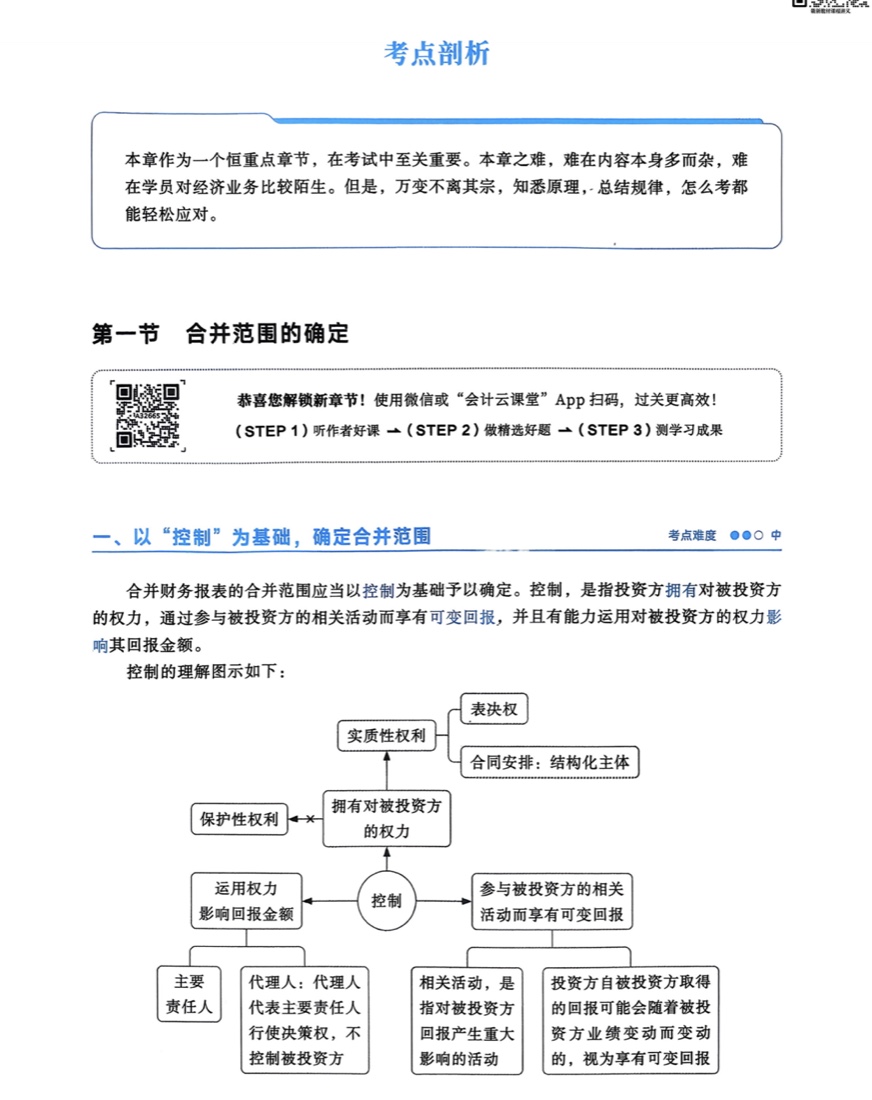 考点剖析
本章作为一个恒重点章节，在考试中至关重要。本章之难，难在内容本身多而杂，难
在学员对经济业务比较陌生。但是，万变不离其宗，知悉原理，总结规律，怎么考都
能轻松应对。
第一节 合并范围的确定
恭喜您解锁新章节！使用微信或“会计云课堂”App 扫码，过关更高效！
（STEP 1）听作者好课 ⇀（STEP 2）做精选好题 ⇀（STEP 3）测学习成果
一、以“控制”为基础，确定合并范围
考点难度 中
合并财务报表的合并范围应当以控制为基础予以确定。控制，是指投资方拥有对被投资方
的权力，通过参与被投资方的相关活动而享有可变回报，并且有能力运用对被投资方的权力影
响其回报金额。
控制的理解图示如下：
表决权
实质性权利
合同安排：结构化主体
保护性权利
拥有对被投资方
的权力
运用权力
影响回报金额
控制
参与被投资方的相关
活动而享有可变回报
主要
责任人
代理人：代理人
代表主要责任人
行使决策权，不
控制被投资方
相关活动，是
指对被投资方
回报产生重大
影响的活动
投资方自被投资方取得
的回报可能会随着被投
资方业绩变动而变动
的，视为享有可变回报